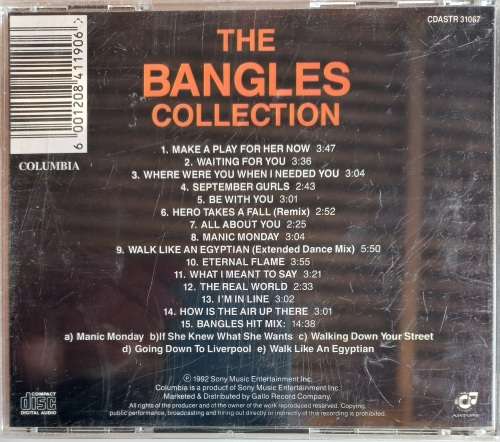 CDASTR 31067
6 001208 411906
THE
BANGLES
COLLECTION
COLUMBIA
1. MAKE A PLAY FOR HER NOW 3:47
2. WAITING FOR YOU 3:36
3. WHERE WERE YOU WHEN I NEEDED YOU 3:04
4. SEPTEMBER GURLS 2:43
5. BE WITH YOU 3:01
6. HERO TAKES A FALL (Remix) 2:52
7. ALL ABOUT YOU 2:25
8. MANIC MONDAY 3:04
9. WALK LIKE AN EGYPTIAN (Extended Dance Mix) 5:50
10. ETERNAL FLAME 3:55
11. WHAT I MEANT TO SAY 3:21
12. THE REAL WORLD 2:33
13. I'M IN LINE 3:02
14. HOW IS THE AIR UP THERE 3:01
15. BANGLES HIT MIX: 14:38
a) Manic Monday b)If She Knew What She Wants c) Walking Down Your Street
d) Going Down To Liverpool e) Walk Like An Egyptian
℗ 1992 Sony Music Entertainment Inc.
Columbia is a product of Sony Music Entertainment Inc.
Marketed & Distributed by Gallo Record Company.
All rights of the producer and of the owner of the work reproduced reserved. Copying,
public performance, broadcasting and hiring out directly or indirectly of this record is prohibited.
COMPACT
disc
DIGITAL AUDIO